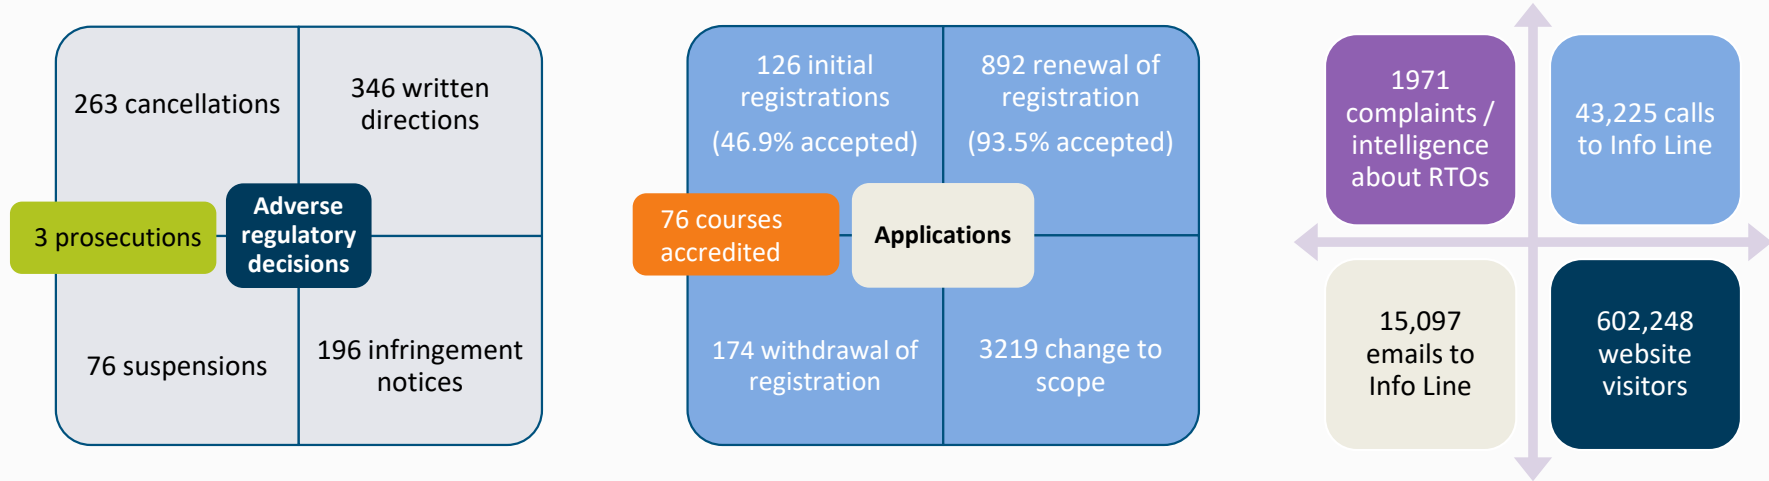 263 cancellations
346 written
directions
3 prosecutions
Adverse
regulatory
decisions
76 suspensions
196 infringement
notices
126 initial
registrations
(46.9% accepted)
892 renewal of
registration
(93.5% accepted)
76 courses
accredited
Applications
174 withdrawal of
registration
3219 change to
scope
1971
complaints /
intelligence
about RTOs
43,225 calls
to Info Line
15,097
emails to
Info Line
602,248
website
visitors